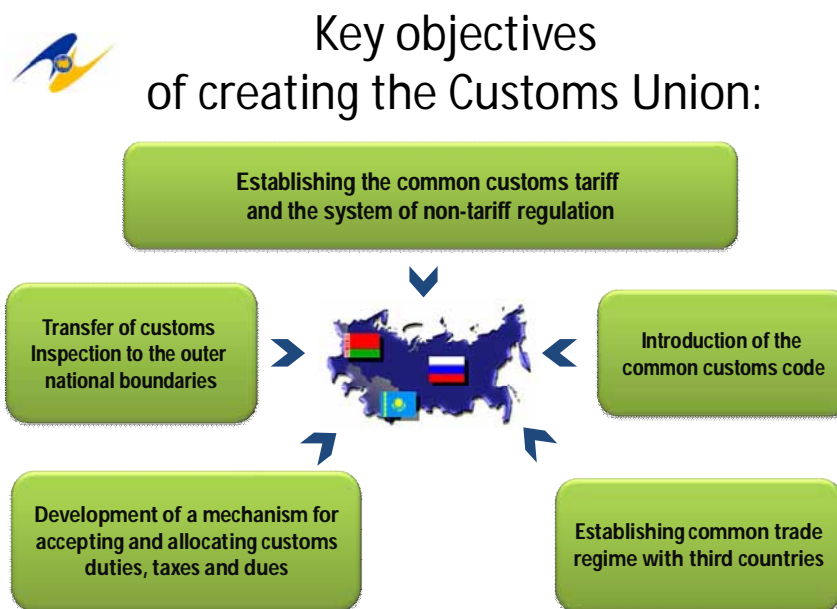 Key objectives
of creating the Customs Union:
Establishing the common customs tariff
and the system of non-tariff regulation
Transfer of customs
Inspection to the outer
national boundaries
Introduction of the
common customs code
Development of a mechanism for
accepting and allocating customs
duties, taxes and dues
Establishing common trade
regime with third countries